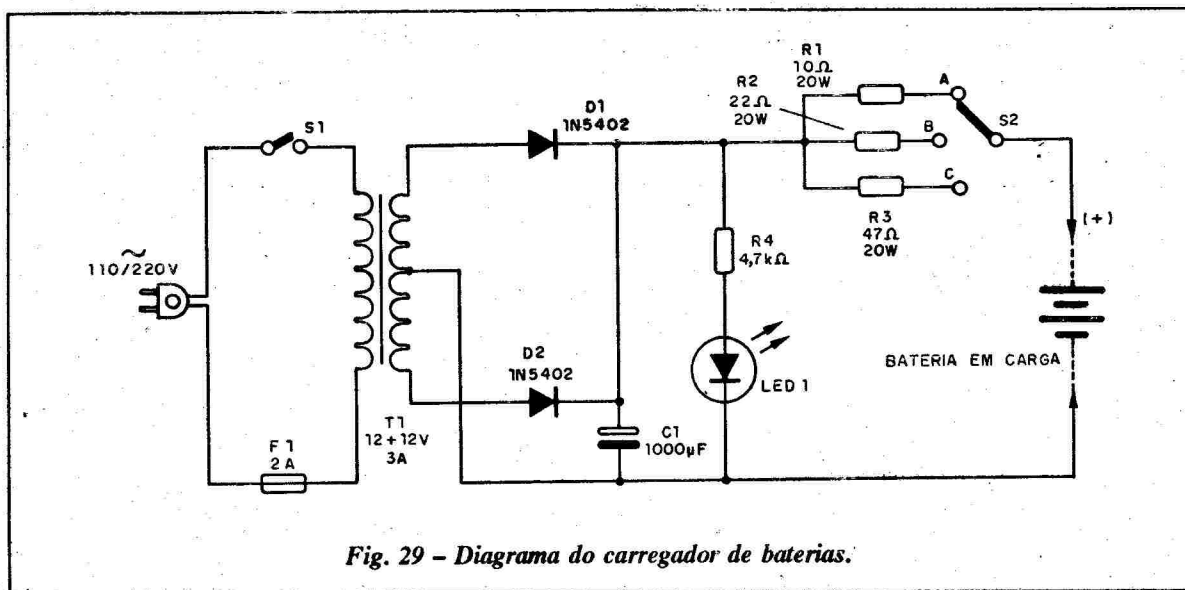 S1
~
110/220V
F1
2A
T1
12+12V
3A
D1
1N5402
D2
1N5402
C1
1000µF
R4
4,7kΩ
LED 1
R1
10Ω
20W
R2
22Ω
20W
R3
47Ω
20W
A
B
C
S2
(+)
BATERIA EM CARGA
Fig. 29 – Diagrama do carregador de baterias.